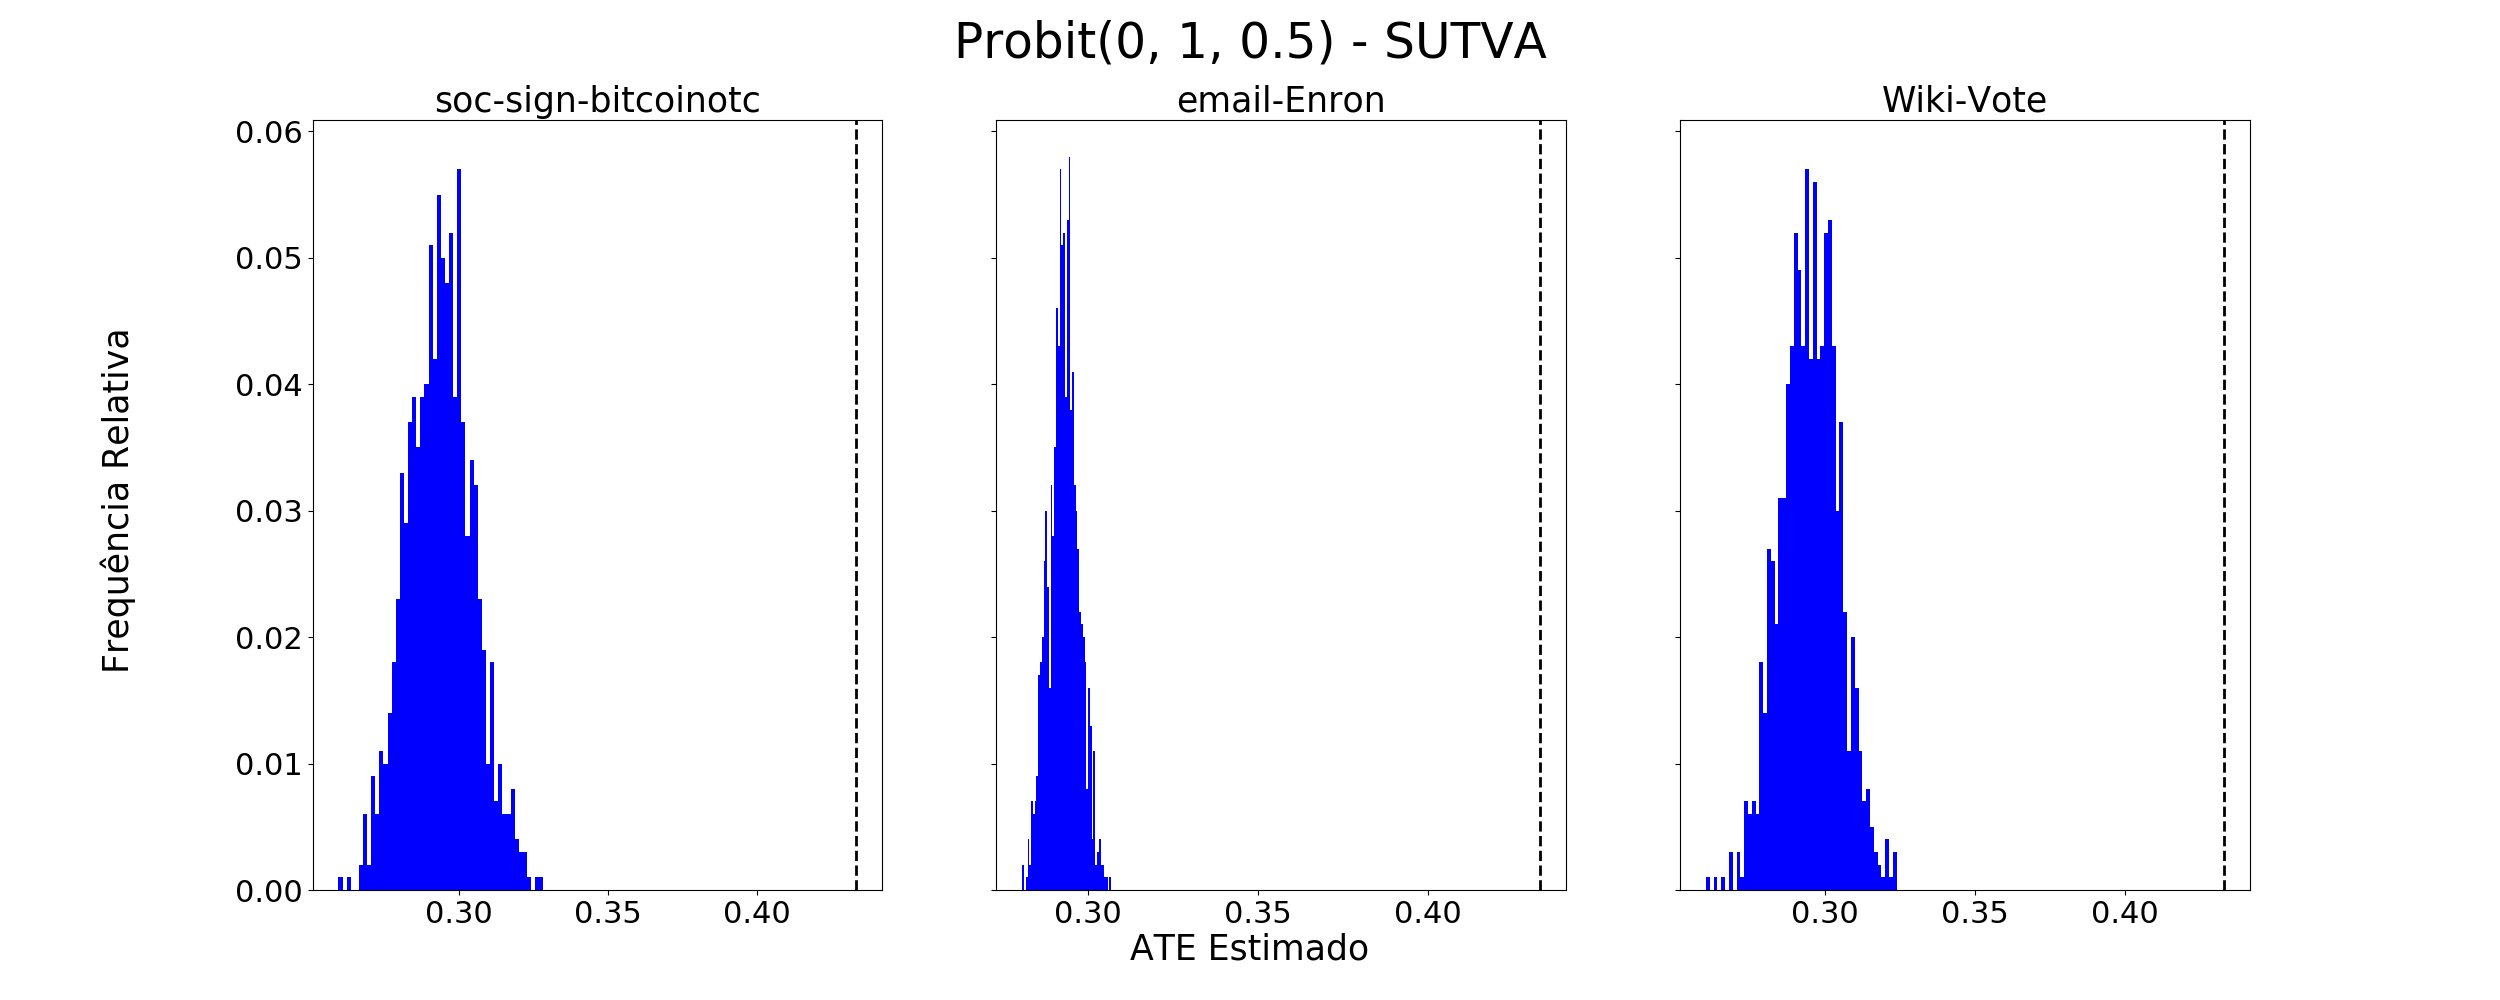 Probit(0, 1, 0.5) - SUTVA
soc-sign-bitcoinotc
email-Enron
Wiki-Vote
Frequência Relativa
0.06
0.05
0.04
0.03
0.02
0.01
0.00
0.30 0.35 0.40
0.30 0.35 0.40
0.30 0.35 0.40
ATE Estimado